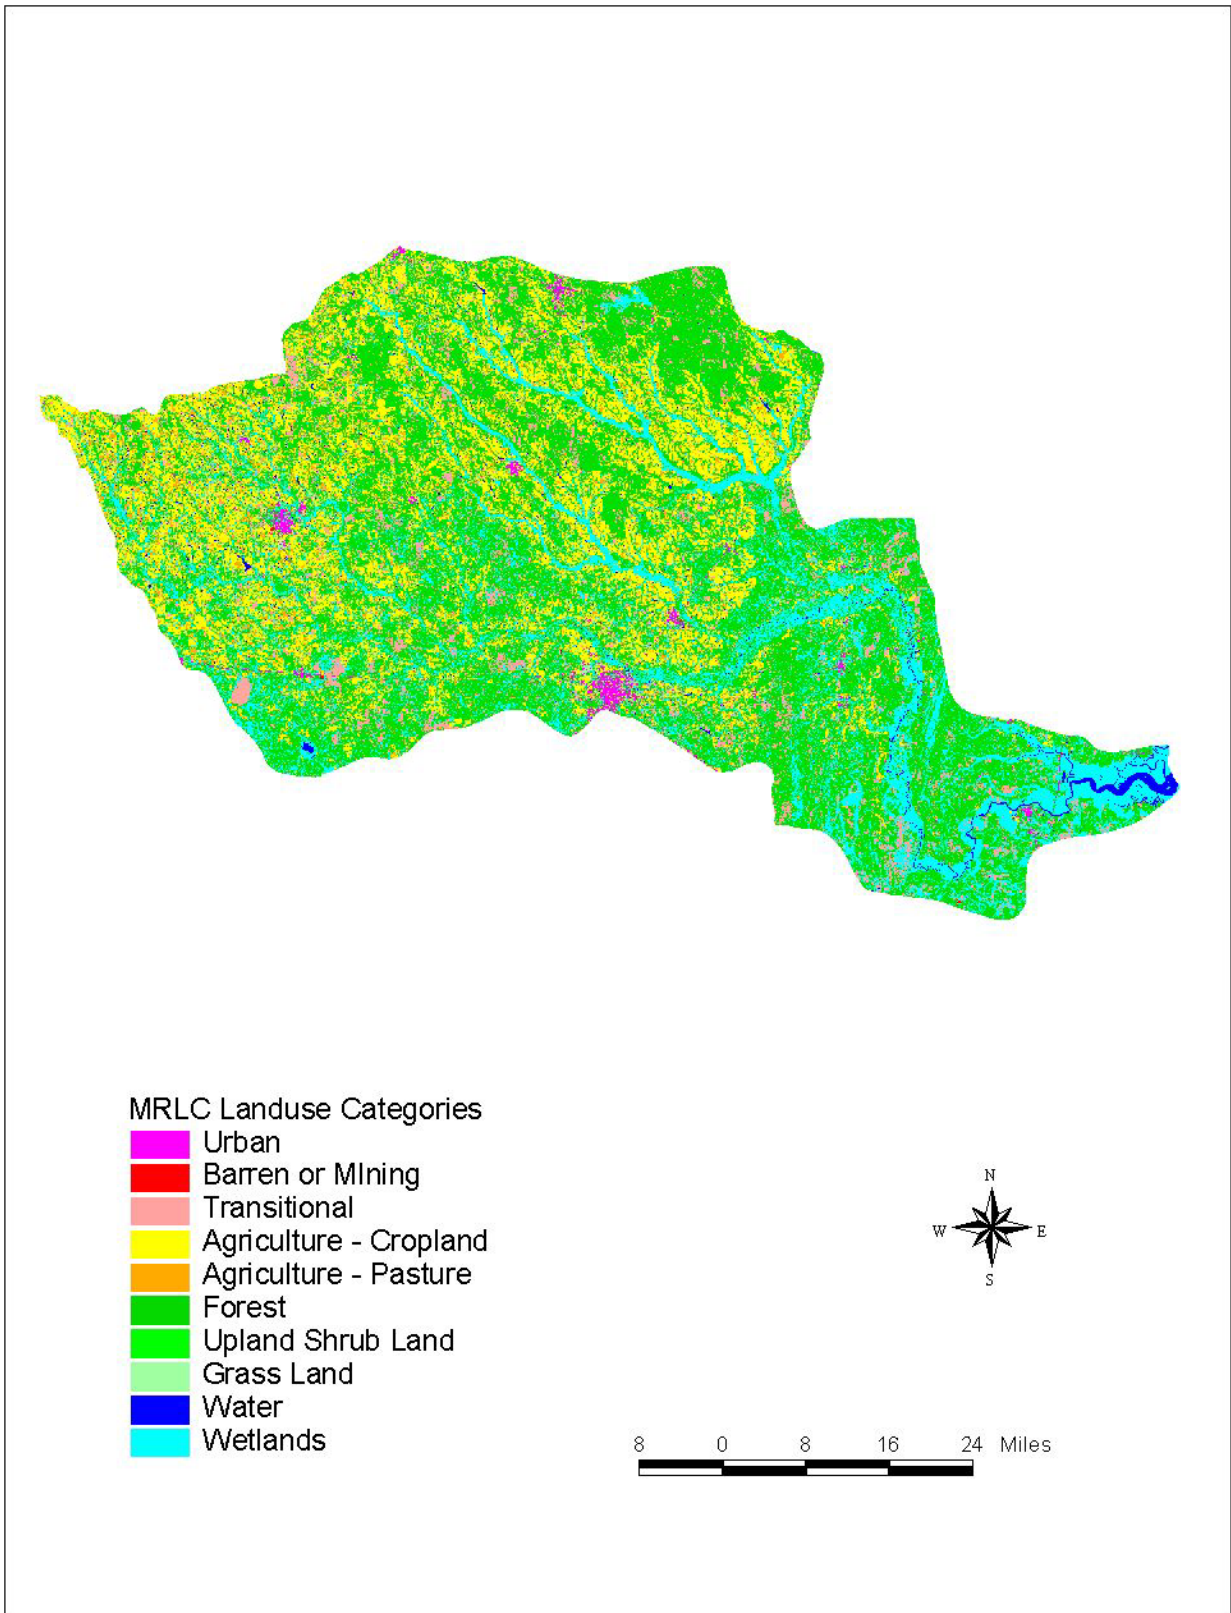 MRLC Landuse Categories
Urban
Barren or MIning
Transitional
Agriculture - Cropland
Agriculture - Pasture
Forest
Upland Shrub Land
Grass Land
Water
Wetlands
N
W E
S
8 0 8 16 24 Miles